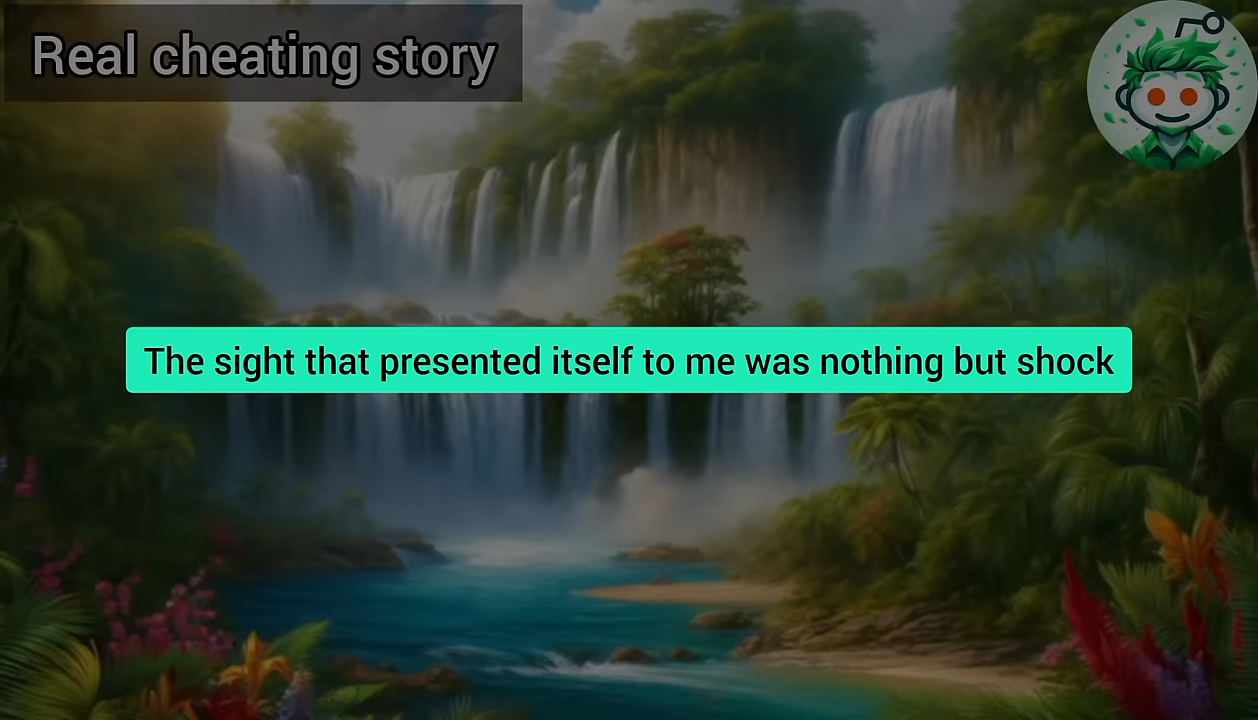 Real cheating story
The sight that presented itself to me was nothing but shock